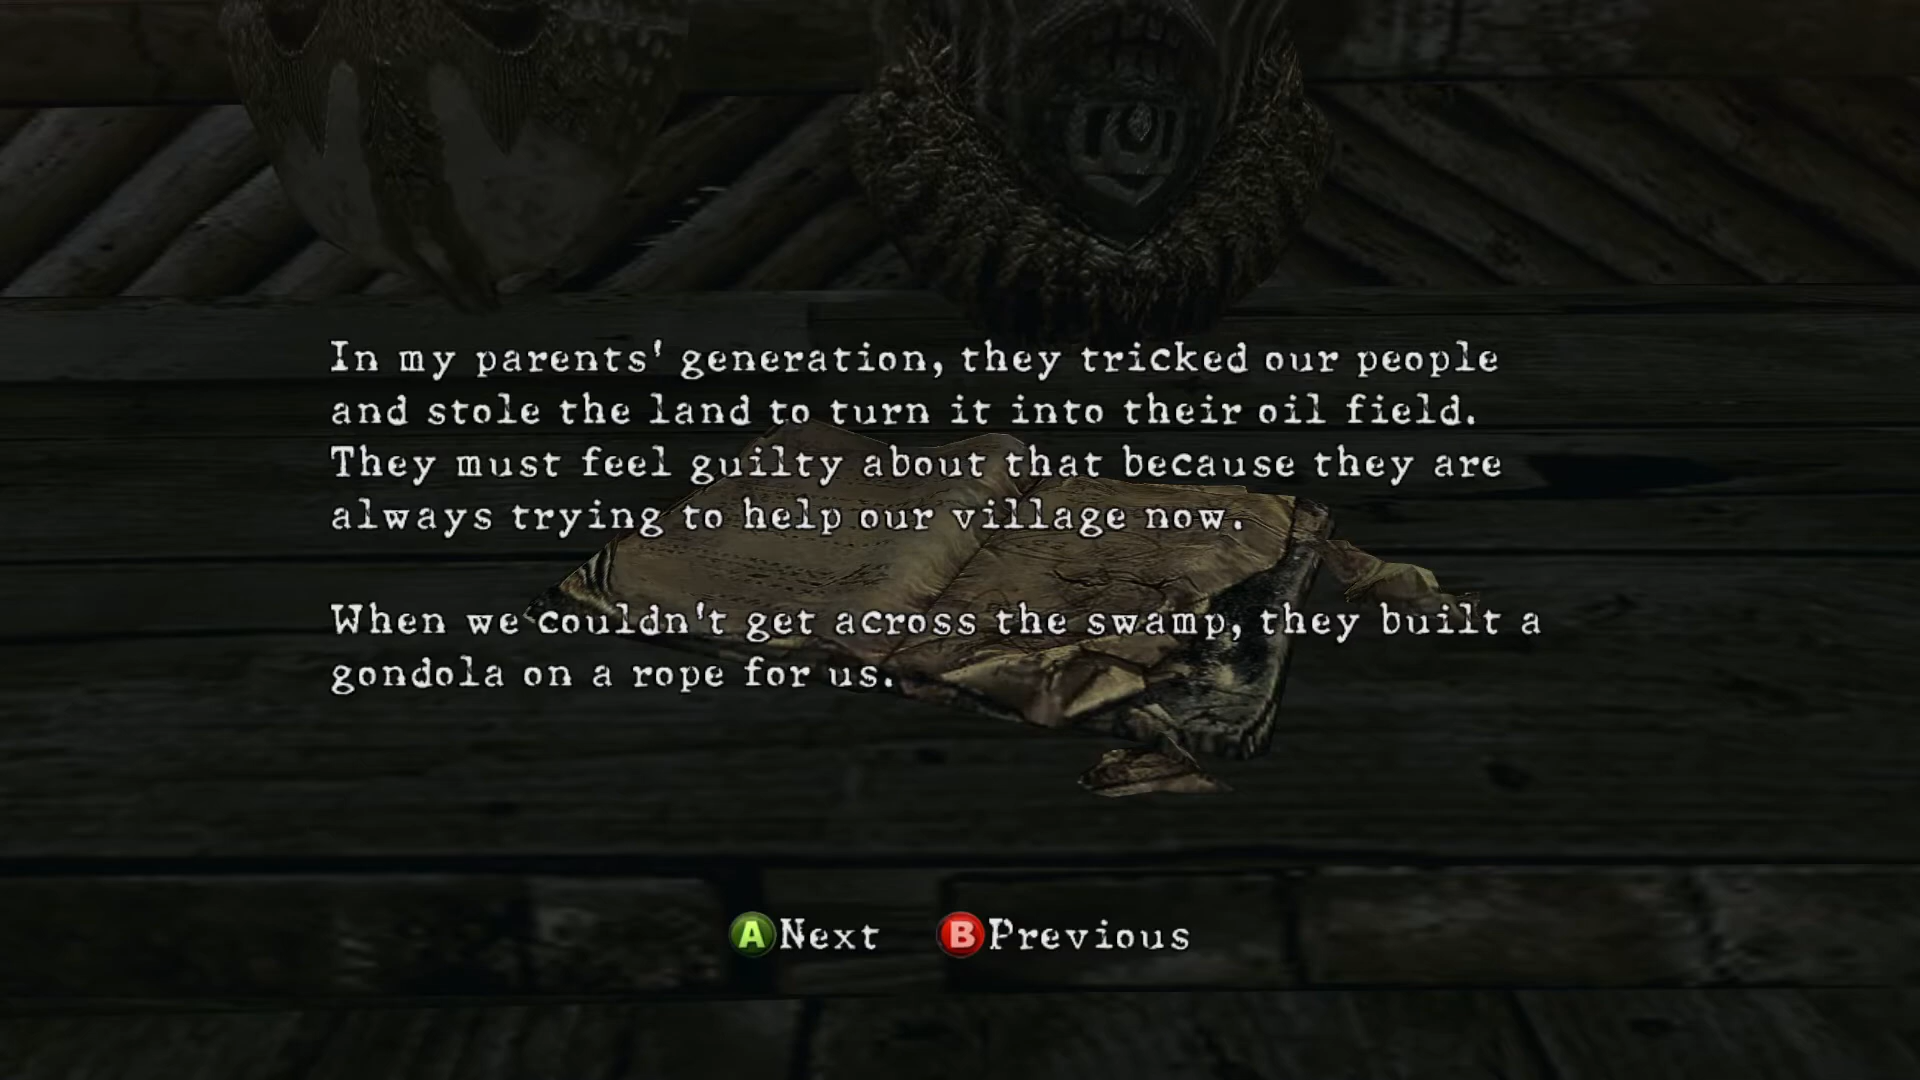 In my parents' generation, they tricked our people
and stole the land to turn it into their oil field.
They must feel guilty about that because they are
always trying to help our village now.
When we couldn't get across the swamp, they built a
gondola on a rope for us.
A Next B Previous